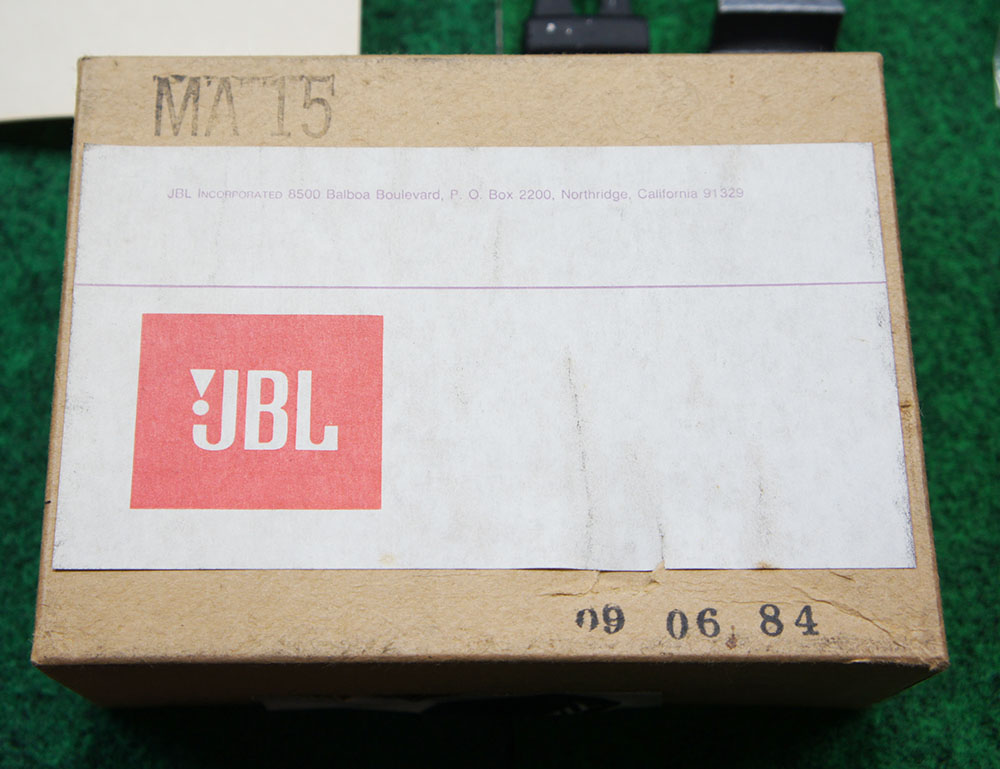 MA 15
JBL INCORPORATED 8500 Balboa Boulevard, P. O. Box 2200, Northridge, California 91329
JBL
09 06 84